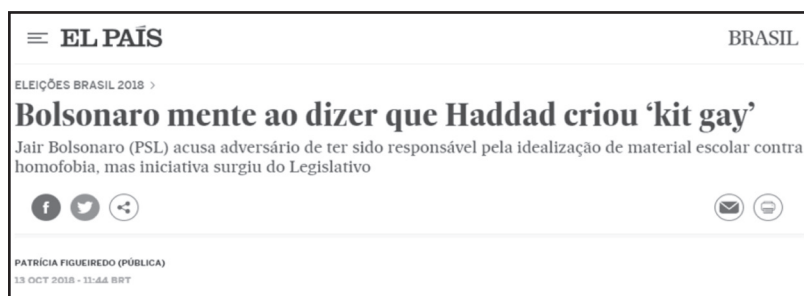 EL PAÍS
BRASIL
ELEIÇÕES BRASIL 2018 >
Bolsonaro mente ao dizer que Haddad criou ‘kit gay’
Jair Bolsonaro (PSL) acusa adversário de ter sido responsável pela idealização de material escolar contra
homofobia, mas iniciativa surgiu do Legislativo
PATRÍCIA FIGUEIREDO (PÚBLICA)
13 OCT 2018 - 11:44 BRT